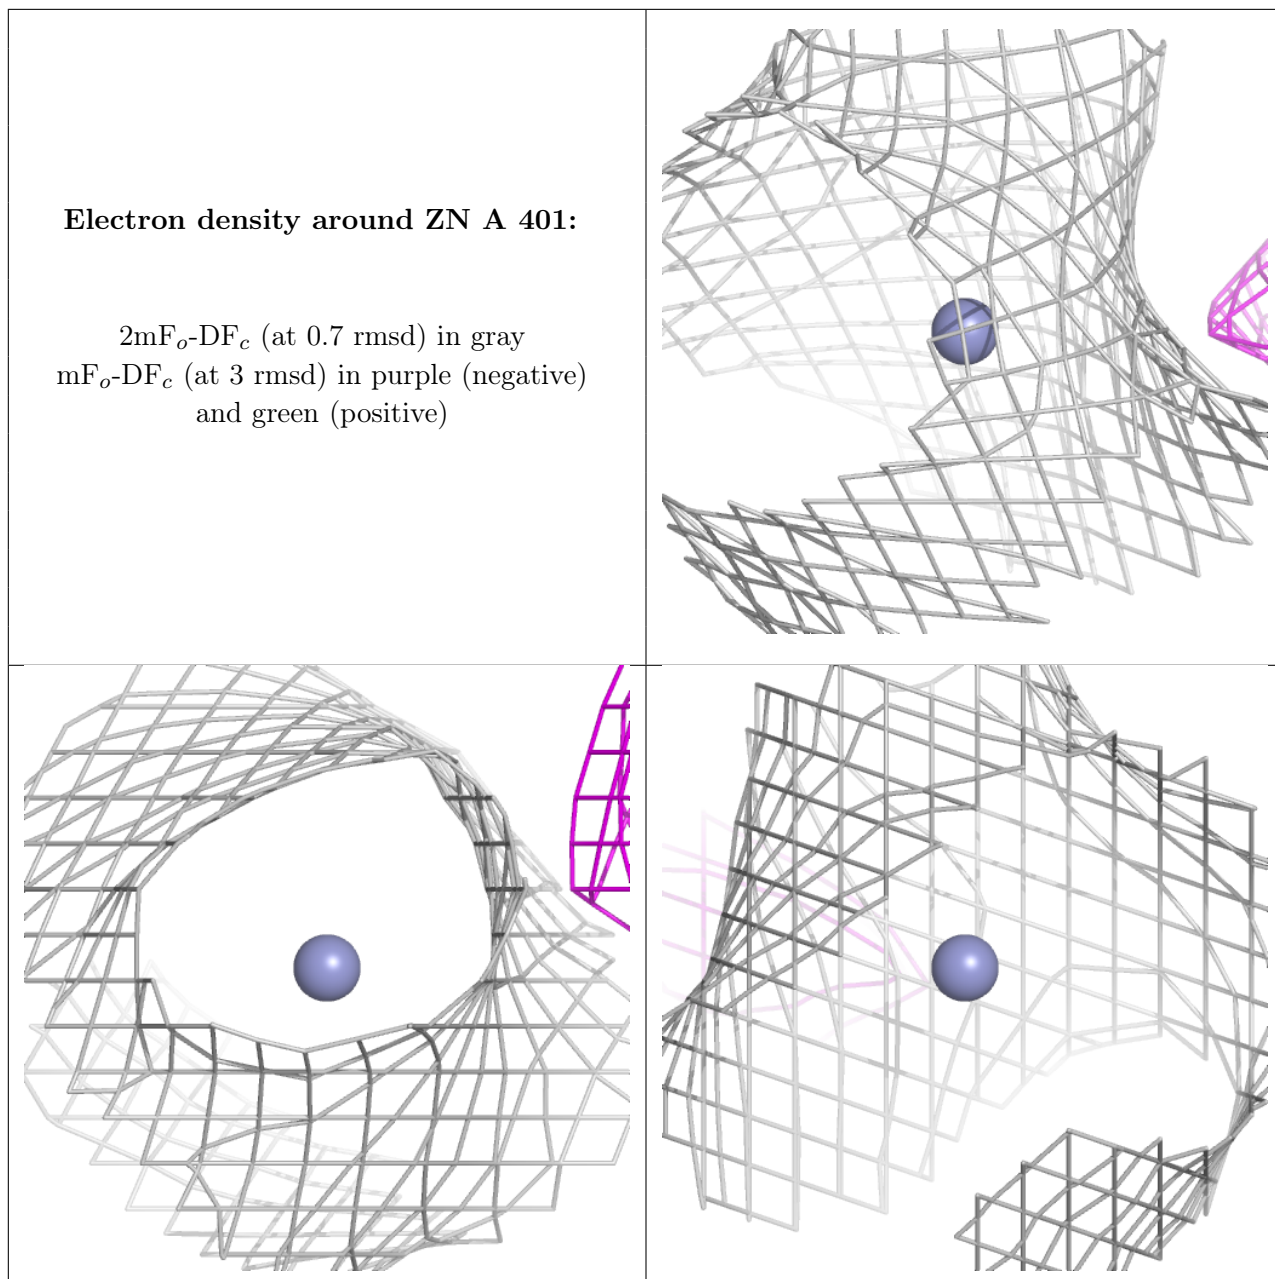 Electron density around ZN A 401:
2mFo-DFc (at 0.7 rmsd) in gray
mFo-DFc (at 3 rmsd) in purple (negative)
and green (positive)